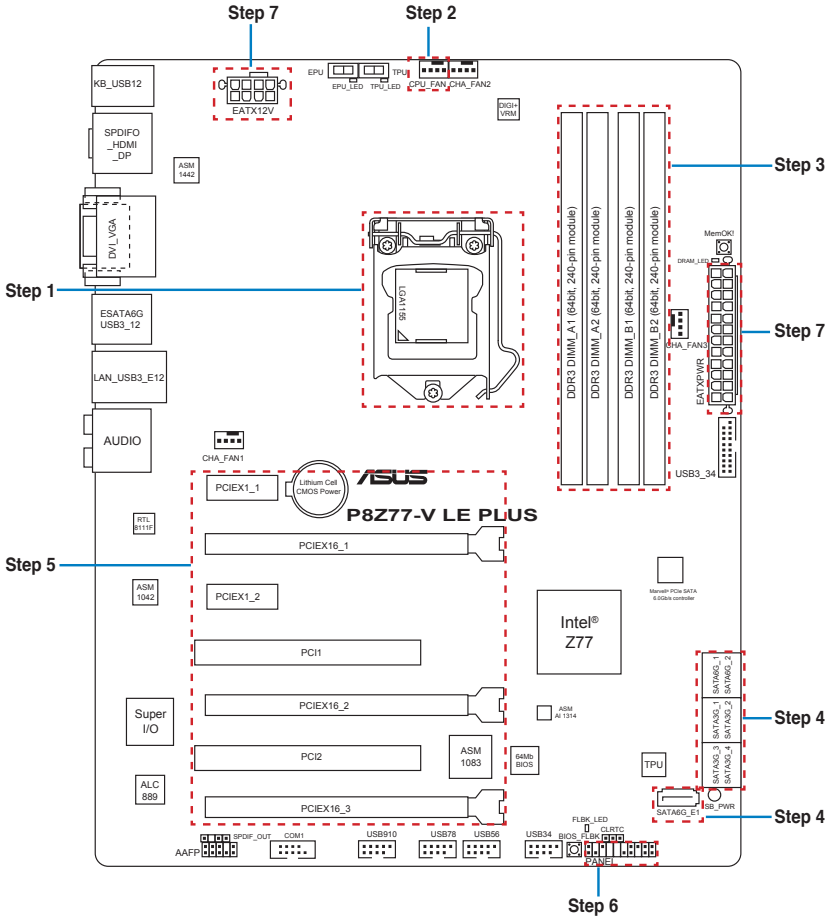 Step 7
Step 2
KB_USB12
EPU
TPU
EPU_LED
TPU_LED
CPU_FAN
CHA_FAN2
EATX12V
DIGI+
VRM
SPDIFO
_HDMI
_DP
ASM
1442
Step 3
DVI_VGA
MemOK!
DRAM_LED
Step 1
LGA1155
DDR3 DIMM_A1 (64bit, 240-pin module)
DDR3 DIMM_A2 (64bit, 240-pin module)
DDR3 DIMM_B1 (64bit, 240-pin module)
DDR3 DIMM_B2 (64bit, 240-pin module)
ESATA6G
USB3_12
CHA_FAN3
EATXPWR
Step 7
LAN_USB3_E12
AUDIO
CHA_FAN1
USB3_34
PCIEX1_1
Lithium Cell
CMOS Power
ASUS
P8Z77-V LE PLUS
RTL
8111F
PCIEX16_1
Step 5
ASM
1042
PCIEX1_2
Marvell® PCIe SATA
6.0Gb/s controller
Intel®
Z77
PCI1
SATA6G_1
SATA6G_2
Super
I/O
PCIEX16_2
ASM
AI 1314
SATA3G_1
SATA3G_2
Step 4
PCI2
ASM
1083
64Mb
BIOS
TPU
SATA3G_3
SATA3G_4
ALC
889
PCIEX16_3
SATA6G_E1
SB_PWR
Step 4
AAFP
SPDIF_OUT
COM1
USB910
USB78
USB56
USB34
FLBK_LED
BIOS_FLBK
CLRTC
PANEL
Step 6